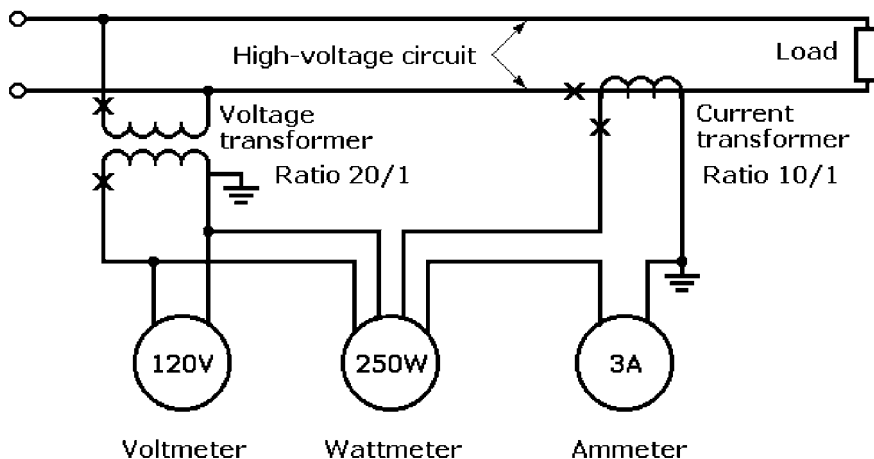 High-voltage circuit
Load
Voltage
transformer
Ratio 20/1
Current
transformer
Ratio 10/1
120V
250W
3A
Voltmeter
Wattmeter
Ammeter